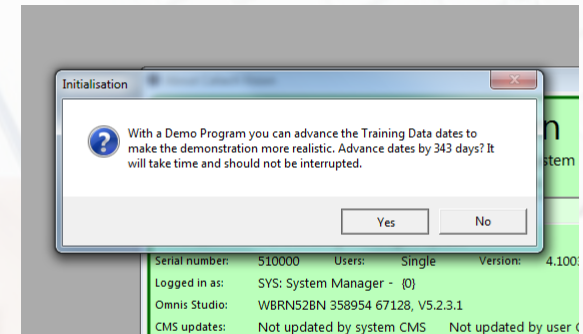 Initialisation
With a Demo Program you can advance the Training Data dates to
make the demonstration more realistic. Advance dates by 343 days? It
will take time and should not be interrupted.
Yes No
n
stem
Serial number: 510000 Users: Single Version: 4.1003
Logged in as: SYS: System Manager - {0}
Omnis Studio: WBRN52BN 358954 67128, V5.2.3.1
CMS updates: Not updated by system CMS Not updated by user